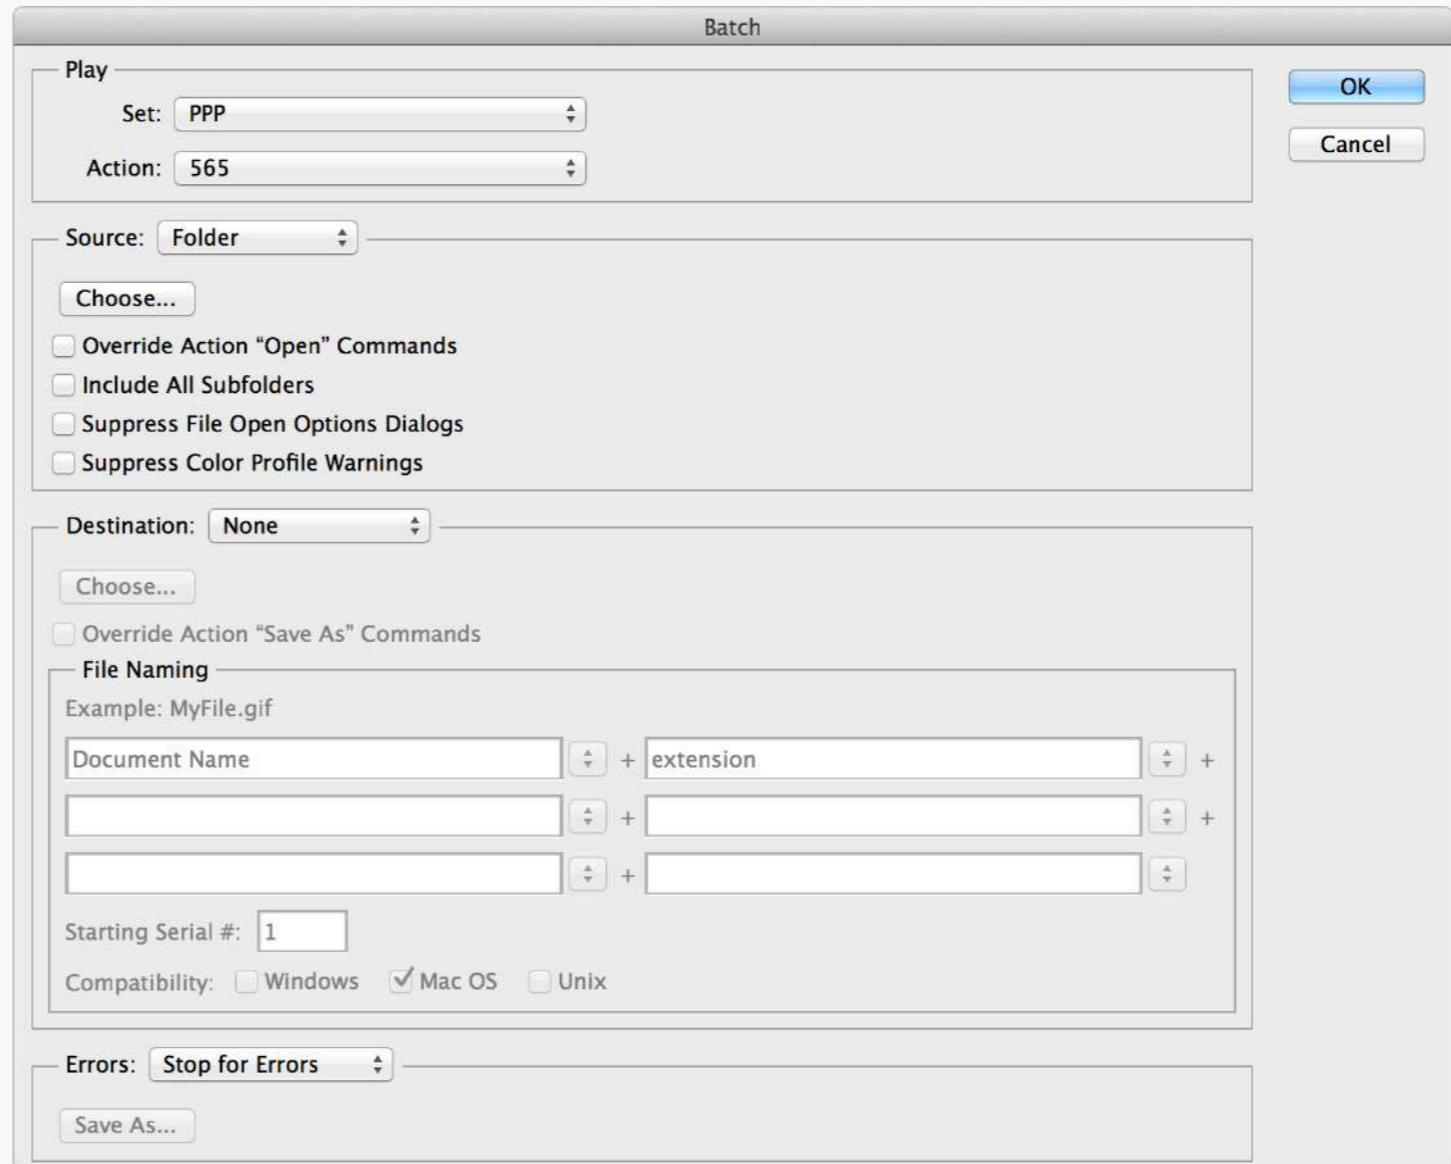 Batch
Play
Set: PPP
Action: 565
OK
Cancel
Source: Folder
Choose...
Override Action “Open” Commands
Include All Subfolders
Suppress File Open Options Dialogs
Suppress Color Profile Warnings
Destination: None
Choose...
Override Action “Save As” Commands
File Naming
Example: MyFile.gif
Document Name + extension +
+ +
+
Starting Serial #: 1
Compatibility: Windows Mac OS Unix
Errors: Stop for Errors
Save As...